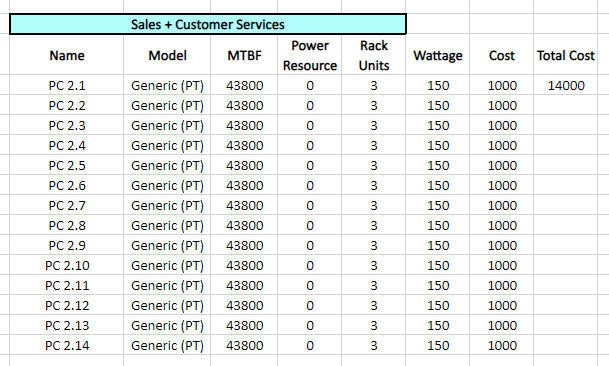 Sales + Customer Services
Name Model MTBF Power Resource Rack Units Wattage Cost Total Cost
PC 2.1 Generic (PT) 43800 0 3 150 1000 14000
PC 2.2 Generic (PT) 43800 0 3 150 1000
PC 2.3 Generic (PT) 43800 0 3 150 1000
PC 2.4 Generic (PT) 43800 0 3 150 1000
PC 2.5 Generic (PT) 43800 0 3 150 1000
PC 2.6 Generic (PT) 43800 0 3 150 1000
PC 2.7 Generic (PT) 43800 0 3 150 1000
PC 2.8 Generic (PT) 43800 0 3 150 1000
PC 2.9 Generic (PT) 43800 0 3 150 1000
PC 2.10 Generic (PT) 43800 0 3 150 1000
PC 2.11 Generic (PT) 43800 0 3 150 1000
PC 2.12 Generic (PT) 43800 0 3 150 1000
PC 2.13 Generic (PT) 43800 0 3 150 1000
PC 2.14 Generic (PT) 43800 0 3 150 1000